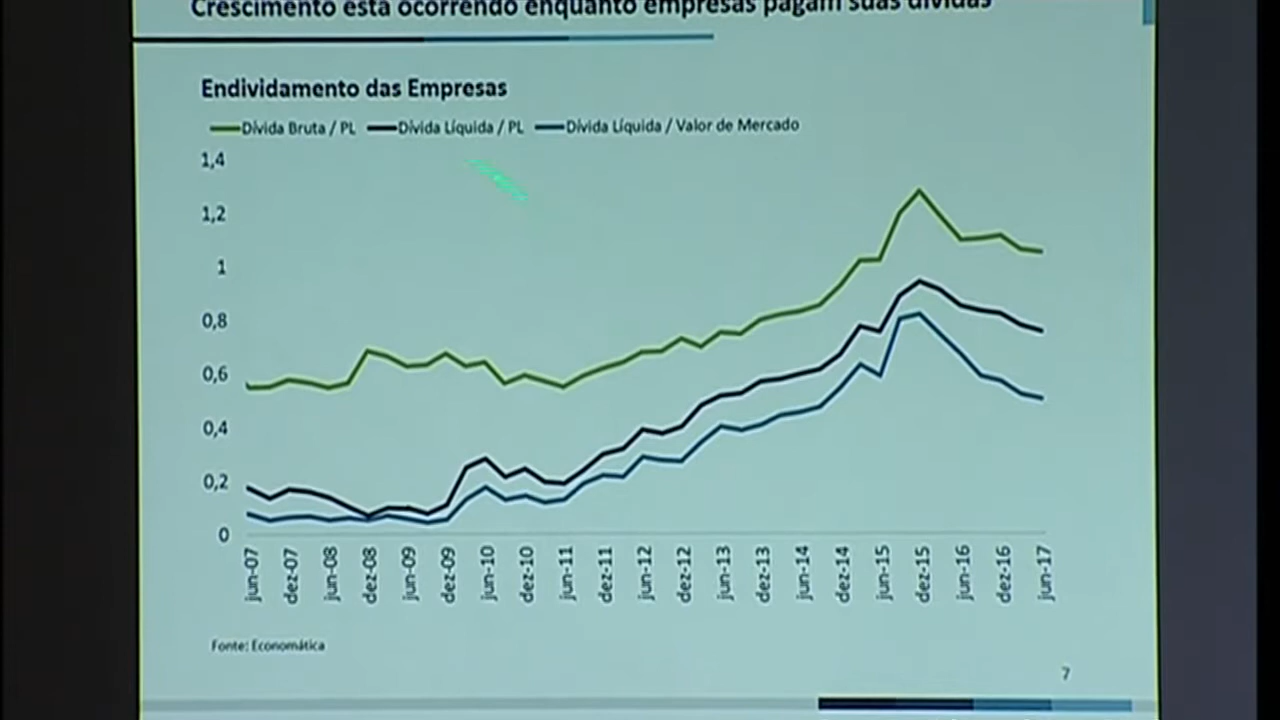 Crescimento está ocorrendo enquanto empresas pagam suas dívidas
Endividamento das Empresas
Dívida Bruta / PL Dívida Líquida / PL Dívida Líquida / Valor de Mercado
1,4
1,2
1
0,8
0,6
0,4
0,2
0
jun-07 dez-07 jun-08 dez-08 jun-09 dez-09 jun-10 dez-10 jun-11 dez-11 jun-12 dez-12 jun-13 dez-13 jun-14 dez-14 jun-15 dez-15 jun-16 dez-16 jun-17
Fonte: Economática
7